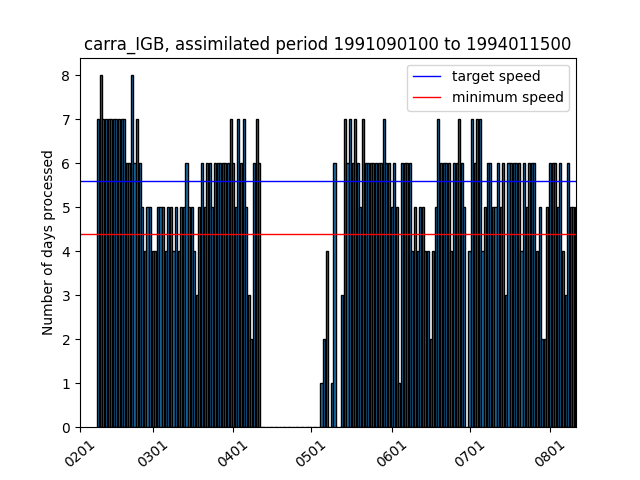 carra_IGB, assimilated period 1991090100 to 1994011500
target speed
minimum speed
Number of days processed
8
7
6
5
4
3
2
1
0
0201 0301 0401 0501 0601 0701 0801